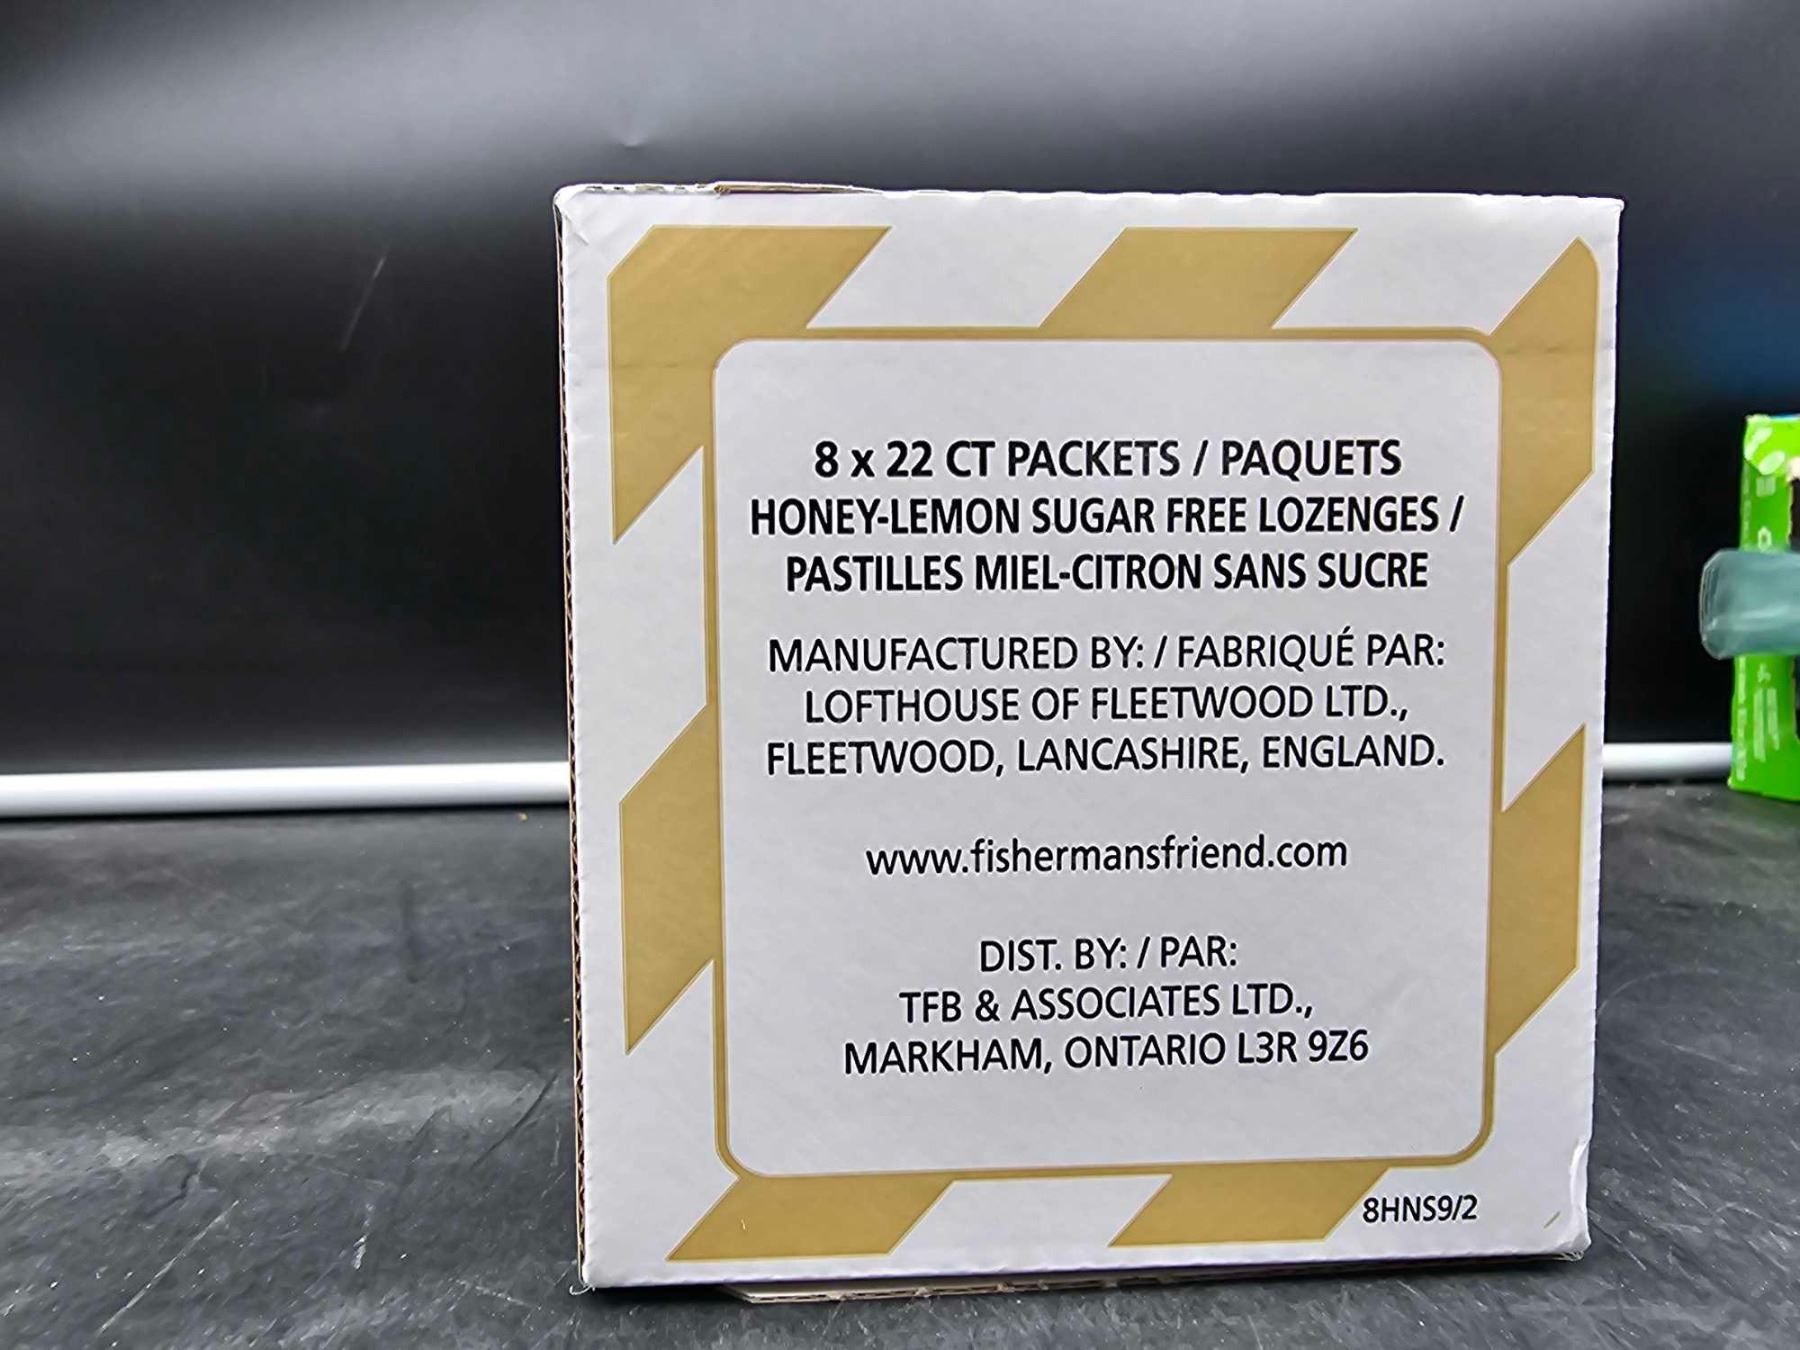 8 x 22 CT PACKETS / PAQUETS
HONEY-LEMON SUGAR FREE LOZENGES /
PASTILLES MIEL-CITRON SANS SUCRE
MANUFACTURED BY: / FABRIQUÉ PAR:
LOFTHOUSE OF FLEETWOOD LTD.,
FLEETWOOD, LANCASHIRE, ENGLAND.
www.fishermansfriend.com
DIST. BY: / PAR:
TFB & ASSOCIATES LTD.,
MARKHAM, ONTARIO L3R 9Z6
8HNS9/2